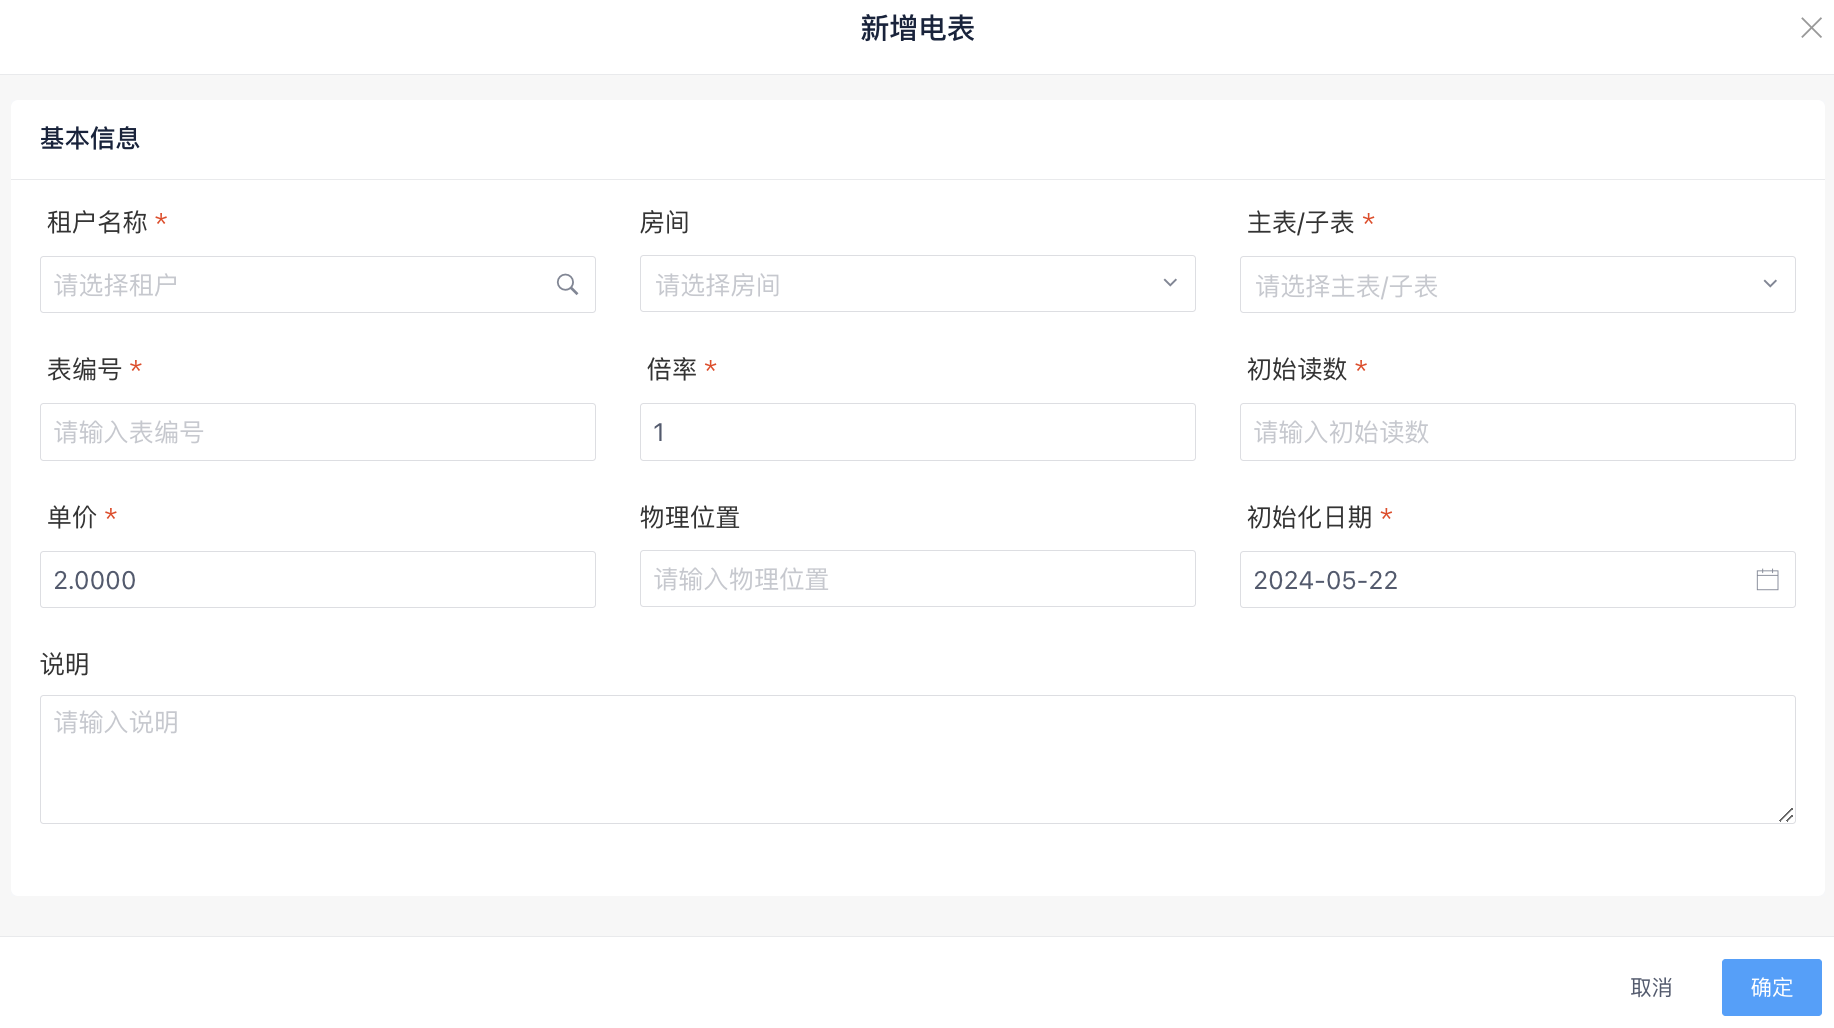 新增电表
基本信息
租户名称 *
房间
主表/子表 *
请选择租户
请选择房间
请选择主表/子表
表编号 *
倍率 *
初始读数 *
请输入表编号
1
请输入初始读数
单价 *
物理位置
初始化日期 *
2.0000
请输入物理位置
2024-05-22
说明
请输入说明
取消
确定